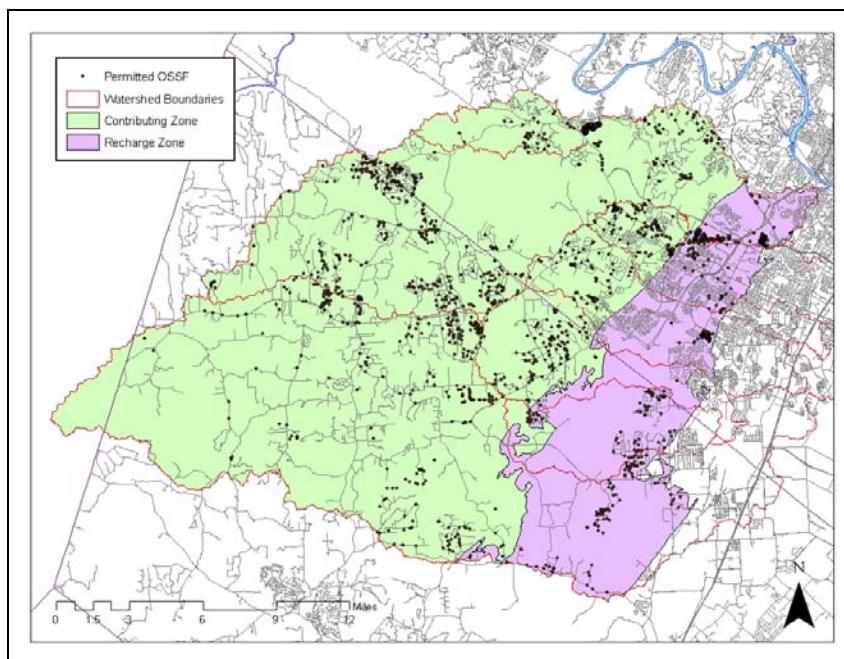 Permitted OSSF
Watershed Boundaries
Contributing Zone
Recharge Zone
N
Miles
0 1.5 3 6 9 12